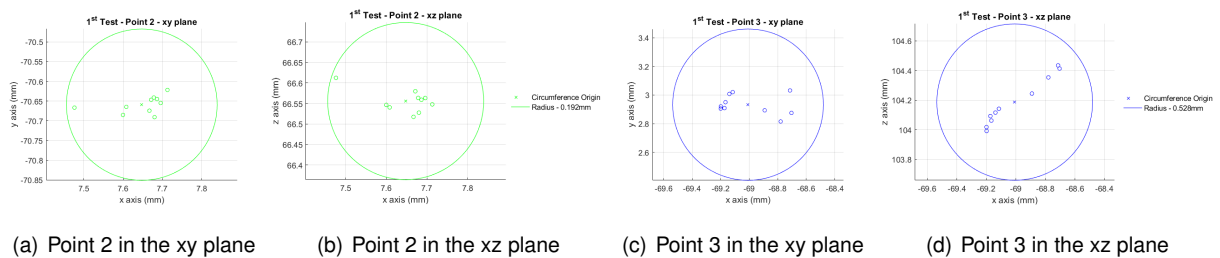 1st Test - Point 2 - xy plane
y axis (mm)
-70.5
-70.55
-70.6
-70.65
-70.7
-70.75
-70.8
-70.85
7.5
7.6
7.7
7.8
x axis (mm)
(a) Point 2 in the xy plane
1st Test - Point 2 - xz plane
z axis (mm)
66.7
66.6
66.5
66.4
7.5
7.6
7.7
7.8
x axis (mm)
Circumference Origin
Radius - 0.192mm
(b) Point 2 in the xz plane
1st Test - Point 3 - xy plane
y axis (mm)
3.4
3.2
3
2.8
2.6
-69.6
-69.4
-69.2
-69
-68.8
-68.6
-68.4
x axis (mm)
(c) Point 3 in the xy plane
1st Test - Point 3 - xz plane
z axis (mm)
104.6
104.4
104.2
104
103.8
-69.6
-69.4
-69.2
-69
-68.8
-68.6
-68.4
x axis (mm)
Circumference Origin
Radius - 0.528mm
(d) Point 3 in the xz plane